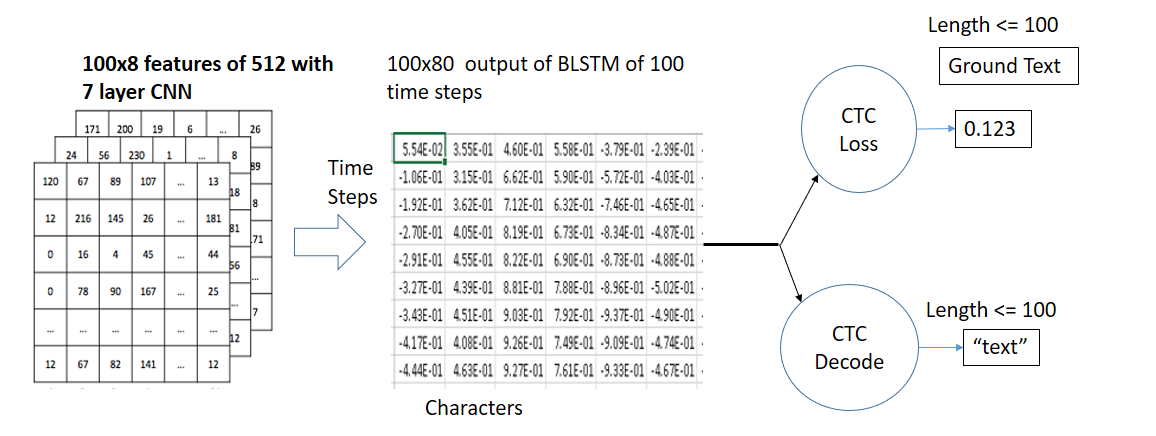 100x8 features of 512 with
7 layer CNN
171 200 19 6 ... 26
24 56 230 1 ... 8
89
120 67 89 107 ... 13
18
8
12 216 145 26 ... 181
81
71
0 16 4 45 ... 44
56
...
0 78 90 167 ... 25
...
7
... ... ... ... ... ...
12
12 67 82 141 ... 12
Time
Steps
100x80 output of BLSTM of 100
time steps
5.54E-02 3.55E-01 4.60E-01 5.58E-01 -3.79E-01 -2.39E-01
-1.06E-01 3.15E-01 6.62E-01 5.90E-01 -5.72E-01 -4.03E-01
-1.92E-01 3.62E-01 7.12E-01 6.32E-01 -7.46E-01 -4.65E-01
-2.70E-01 4.05E-01 8.19E-01 6.73E-01 -8.34E-01 -4.87E-01
-2.91E-01 4.55E-01 8.22E-01 6.90E-01 -8.73E-01 -4.88E-01
-3.27E-01 4.39E-01 8.81E-01 7.88E-01 -8.96E-01 -5.02E-01
-3.43E-01 4.51E-01 9.03E-01 7.92E-01 -9.37E-01 -4.90E-01
-4.17E-01 4.08E-01 9.26E-01 7.49E-01 -9.09E-01 -4.74E-01
-4.44E-01 4.63E-01 9.27E-01 7.61E-01 -9.33E-01 -4.67E-01
Characters
CTC
Loss
Length <= 100
Ground Text
0.123
CTC
Decode
Length <= 100
“text”